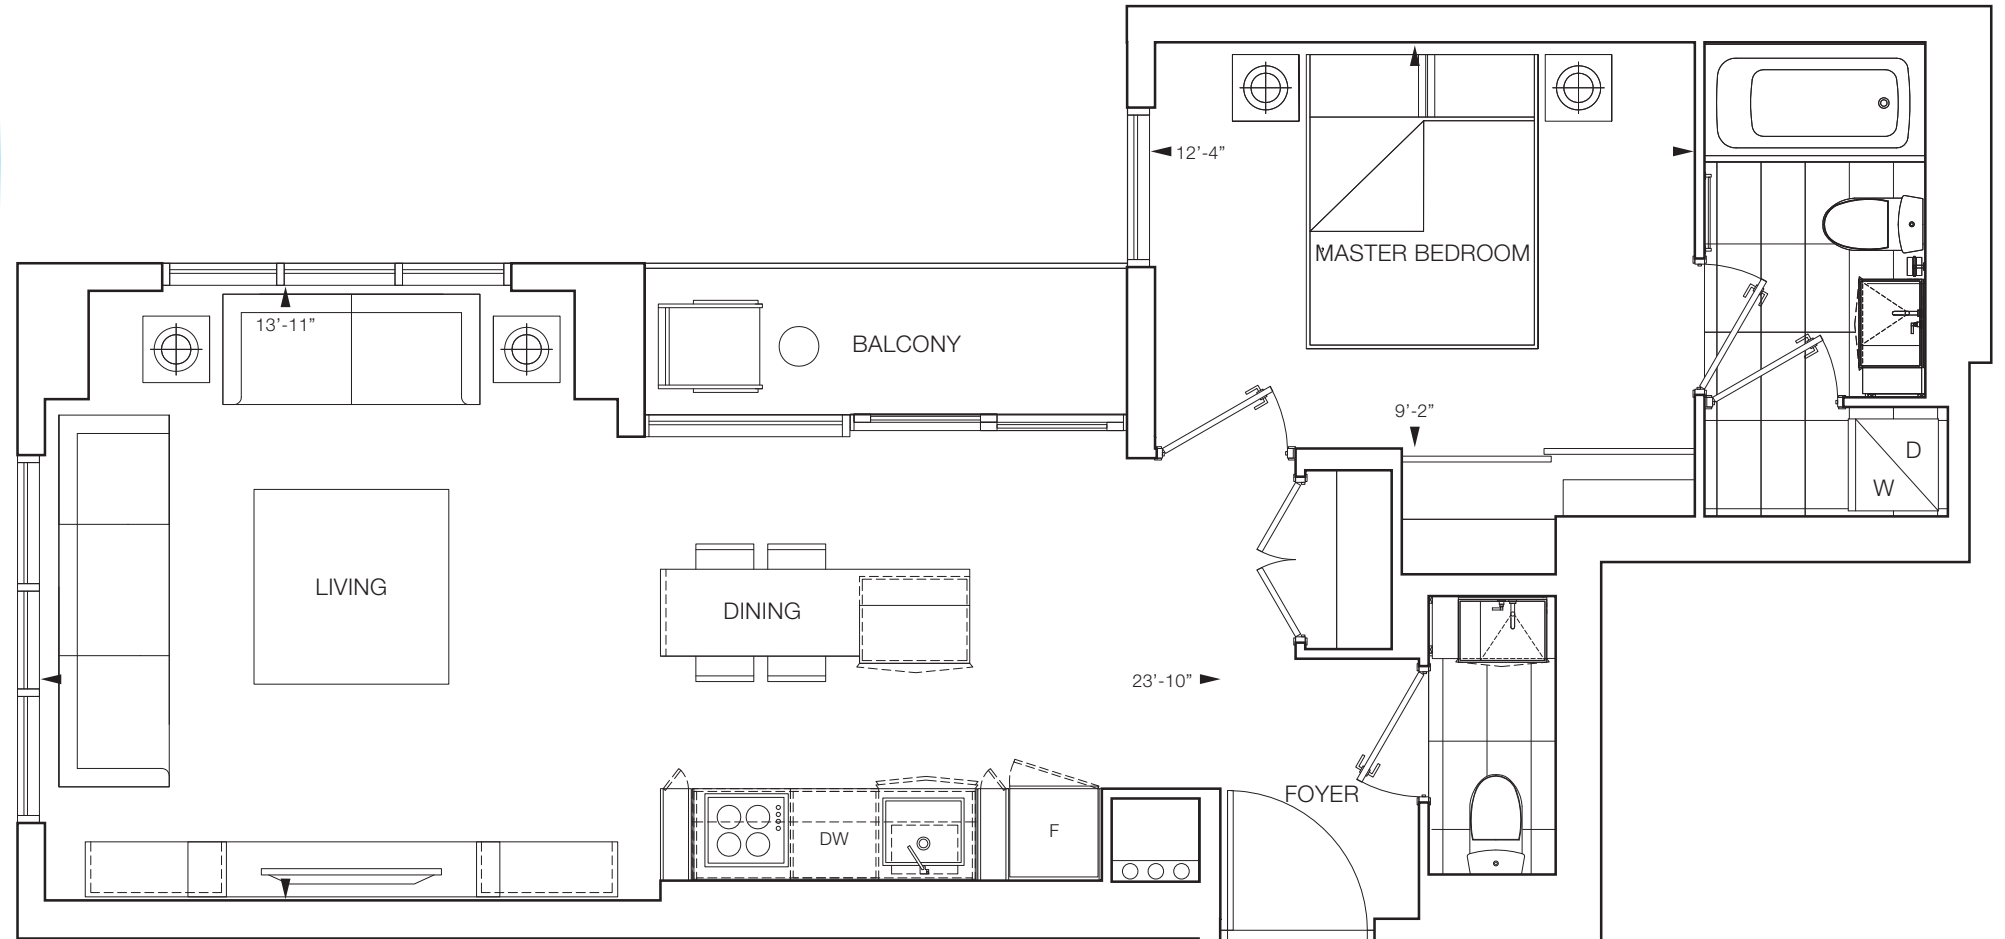 12’-4”
MASTER BEDROOM
13’-11”
BALCONY
9’-2”
D
W
LIVING
DINING
23’-10”
FOYER
DW
F